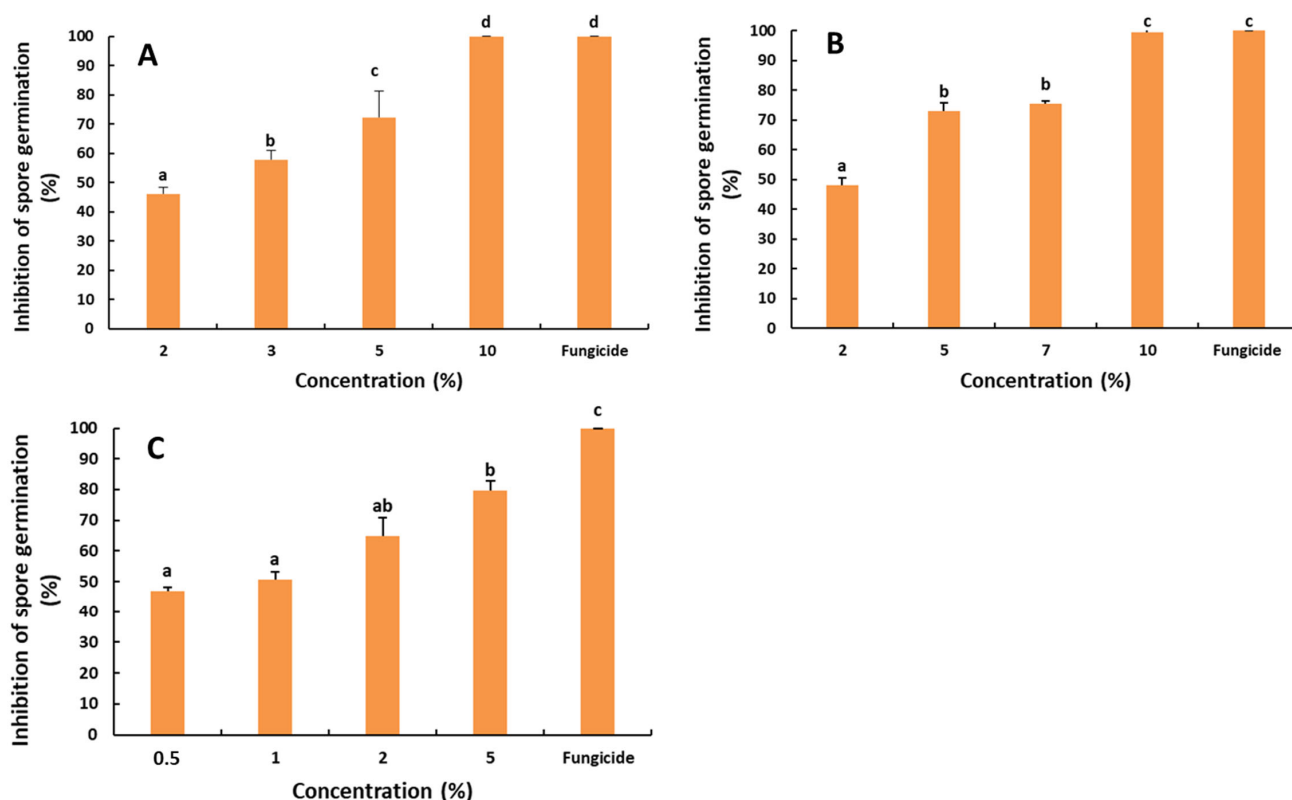 A
Inhibition of spore germination
(%)
100
90
80
70
60
50
40
30
20
10
0
a
b
c
d
d
2 3 5 10 Fungicide
Concentration (%)
B
Inhibition of spore germination
(%)
100
90
80
70
60
50
40
30
20
10
0
a
b
b
c
c
2 5 7 10 Fungicide
Concentration (%)
C
Inhibition of spore germination
(%)
100
90
80
70
60
50
40
30
20
10
0
a
a
ab
b
c
0.5 1 2 5 Fungicide
Concentration (%)